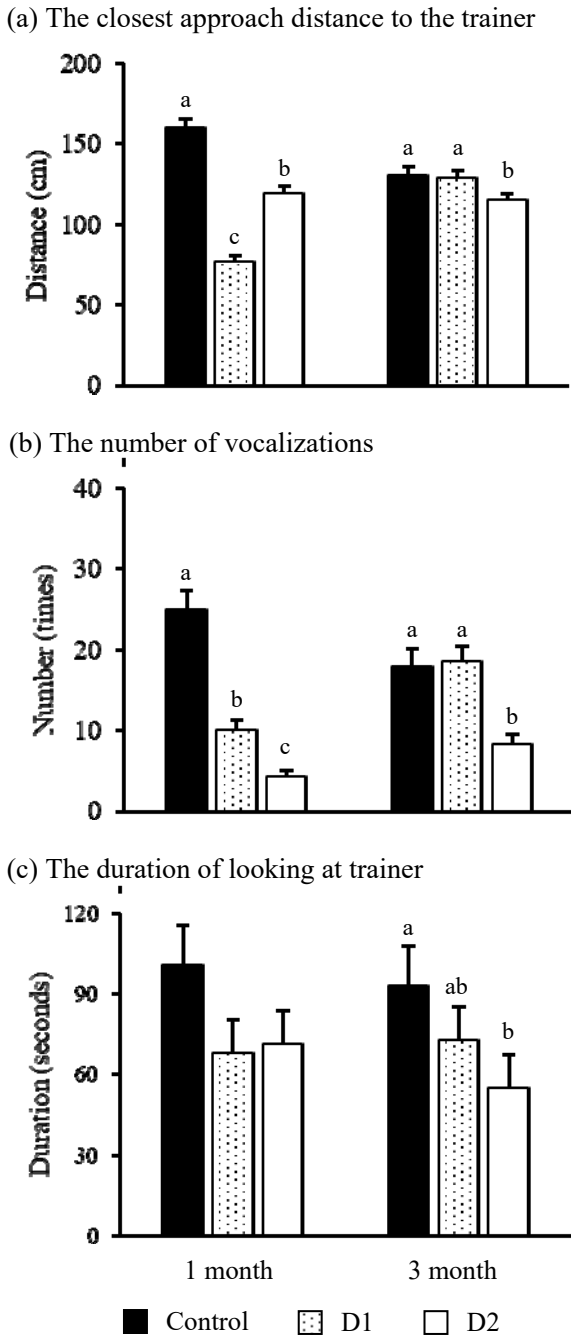 (a) The closest approach distance to the trainer
200
150
100
50
0
Distance (cm)
a
c
b
a
a
b
(b) The number of vocalizations
40
30
20
10
0
Number (times)
a
b
c
a
a
b
(c) The duration of looking at trainer
120
90
60
30
0
Duration (seconds)
a
ab
b
1 month 3 month
Control D1 D2